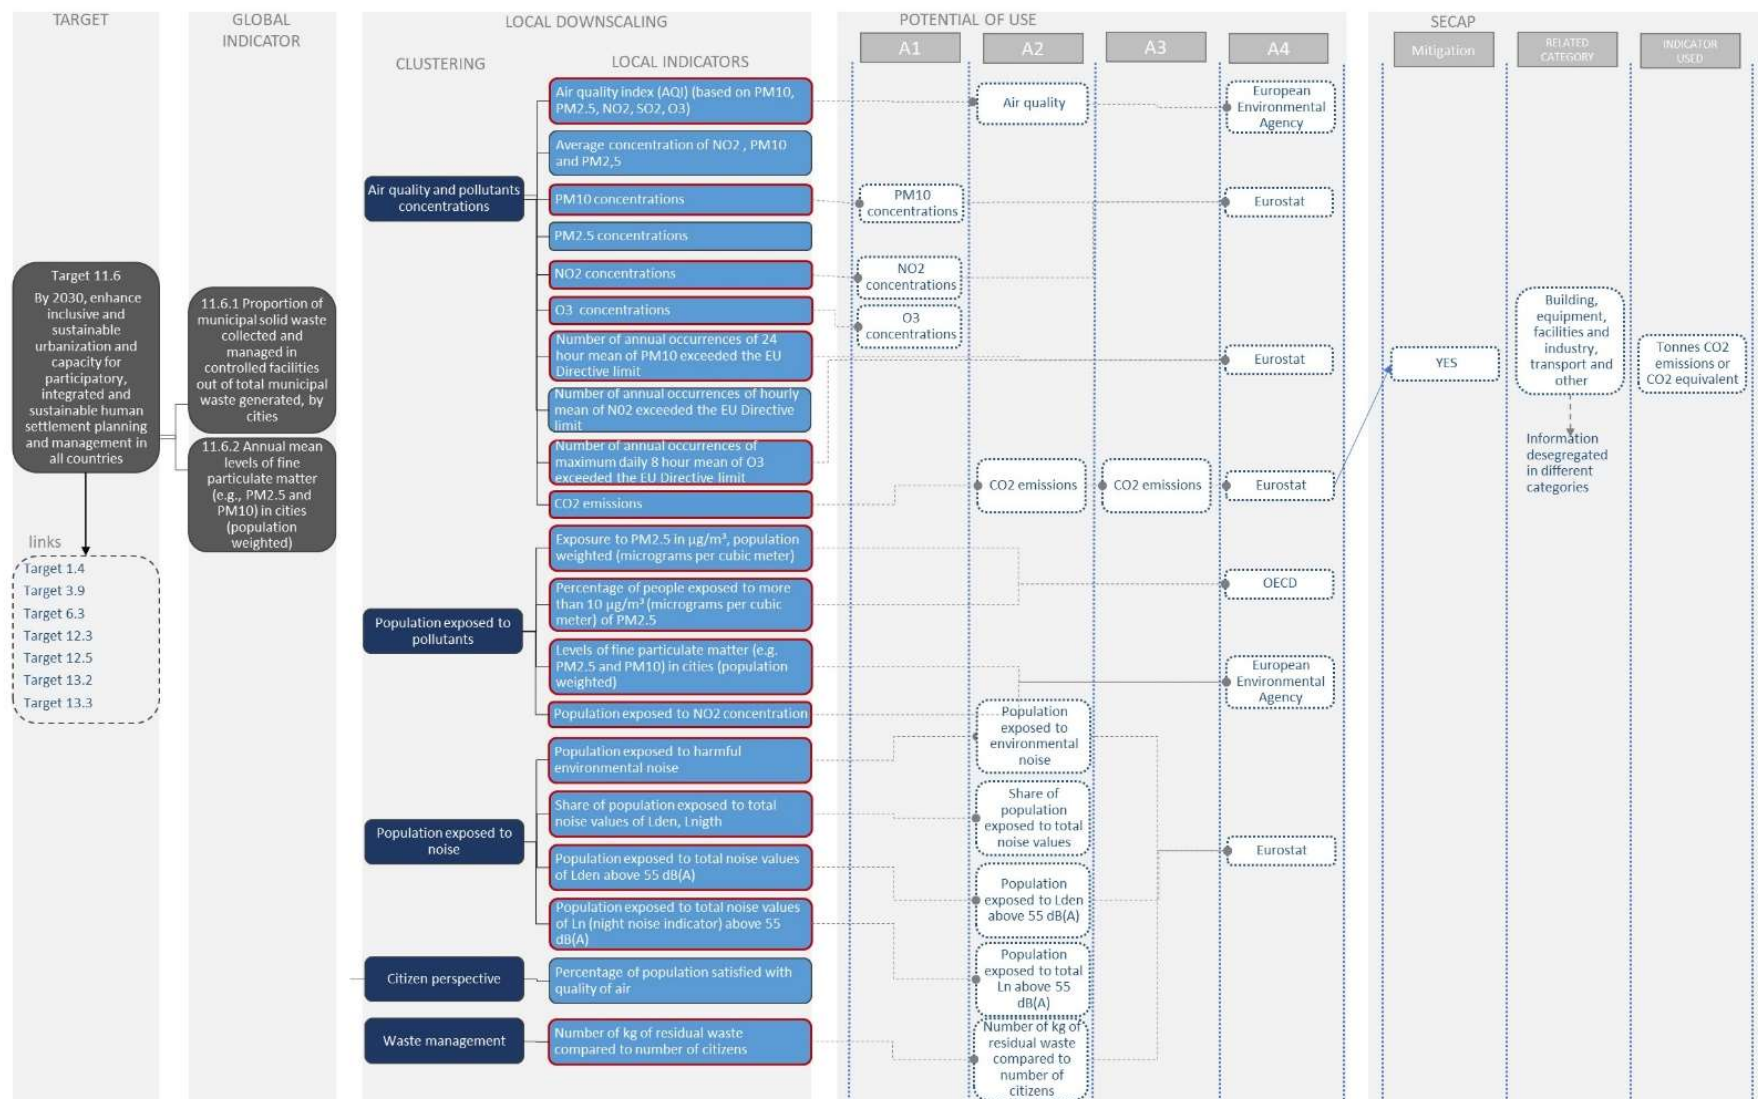 TARGET
GLOBAL
INDICATOR
LOCAL DOWNSCALING
POTENTIAL OF USE
SECAP
CLUSTERING
LOCAL INDICATORS
A1
A2
A3
A4
Mitigation
RELATED
CATEGORY
INDICATOR
USED
Target 11.6
By 2030, enhance
inclusive and
sustainable
urbanization and
capacity for
participatory,
integrated and
sustainable human
settlement planning
and management in
all countries
links
Target 1.4
Target 3.9
Target 6.3
Target 12.3
Target 12.5
Target 13.2
Target 13.3
11.6.1 Proportion of
municipal solid waste
collected and
managed in
controlled facilities
out of total municipal
waste generated, by
cities
11.6.2 Annual mean
levels of fine
particulate matter
(e.g., PM2.5 and
PM10) in cities
(population
weighted)
Air quality and pollutants
concentrations
Air quality index (AQI) (based on PM10,
PM2.5, NO2, SO2, O3)
Average concentration of NO2 , PM10
and PM2,5
PM10 concentrations
PM2.5 concentrations
NO2 concentrations
O3 concentrations
Number of annual occurrences of 24
hour mean of PM10 exceeded the EU
Directive limit
Number of annual occurrences of hourly
mean of N02 exceeded the EU Directive
limit
Number of annual occurrences of
maximum daily 8 hour mean of O3
exceeded the EU Directive limit
CO2 emissions
Population exposed to
pollutants
Exposure to PM2.5 in µg/m³, population
weighted (micrograms per cubic meter)
Percentage of people exposed to more
than 10 µg/m³ (micrograms per cubic
meter) of PM2.5
Levels of fine particulate matter (e.g.
PM2.5 and PM10) in cities (population
weighted)
Population exposed to NO2 concentration
Population exposed to
noise
Population exposed to harmful
environmental noise
Share of population exposed to total
noise values of Lden, Lnigth
Population exposed to total noise values
of Lden above 55 dB(A)
Population exposed to total noise values
of Ln (night noise indicator) above 55
dB(A)
Citizen perspective
Percentage of population satisfied with
quality of air
Waste management
Number of kg of residual waste
compared to number of citizens
PM10
concentrations
NO2
concentrations
O3
concentrations
Air quality
CO2 emissions
Population
exposed to
environmental
noise
Share of
population
exposed to total
noise values
Population
exposed to Lden
above 55 dB(A)
Population
exposed to total
Ln above 55
dB(A)
Number of kg of
residual waste
compared to
number of
citizens
CO2 emissions
European
Environmental
Agency
Eurostat
Eurostat
Eurostat
OECD
European
Environmental
Agency
Eurostat
YES
Building,
equipment,
facilities and
industry,
transport and
other
Information
desegregated
in different
categories
Tonnes CO2
emissions or
CO2 equivalent